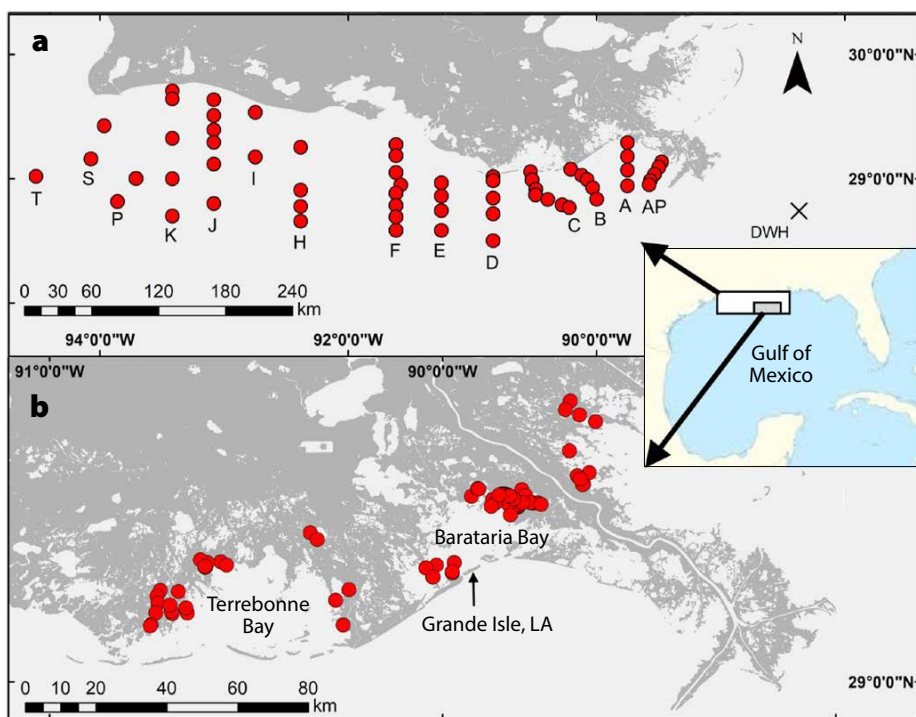 a
N
30°0'0"N
29°0'0"N
T
S
P
K
J
I
H
F
E
D
C
B
A
AP
DWH
0 30 60 120 180 240
km
94°0'0"W 92°0'0"W 90°0'0"W
91°0'0"W 90°0'0"W
Gulf of
Mexico
b
Barataria Bay
Terrebonne
Bay
Grande Isle, LA
0 10 20 40 60 80
km
29°0'0"N